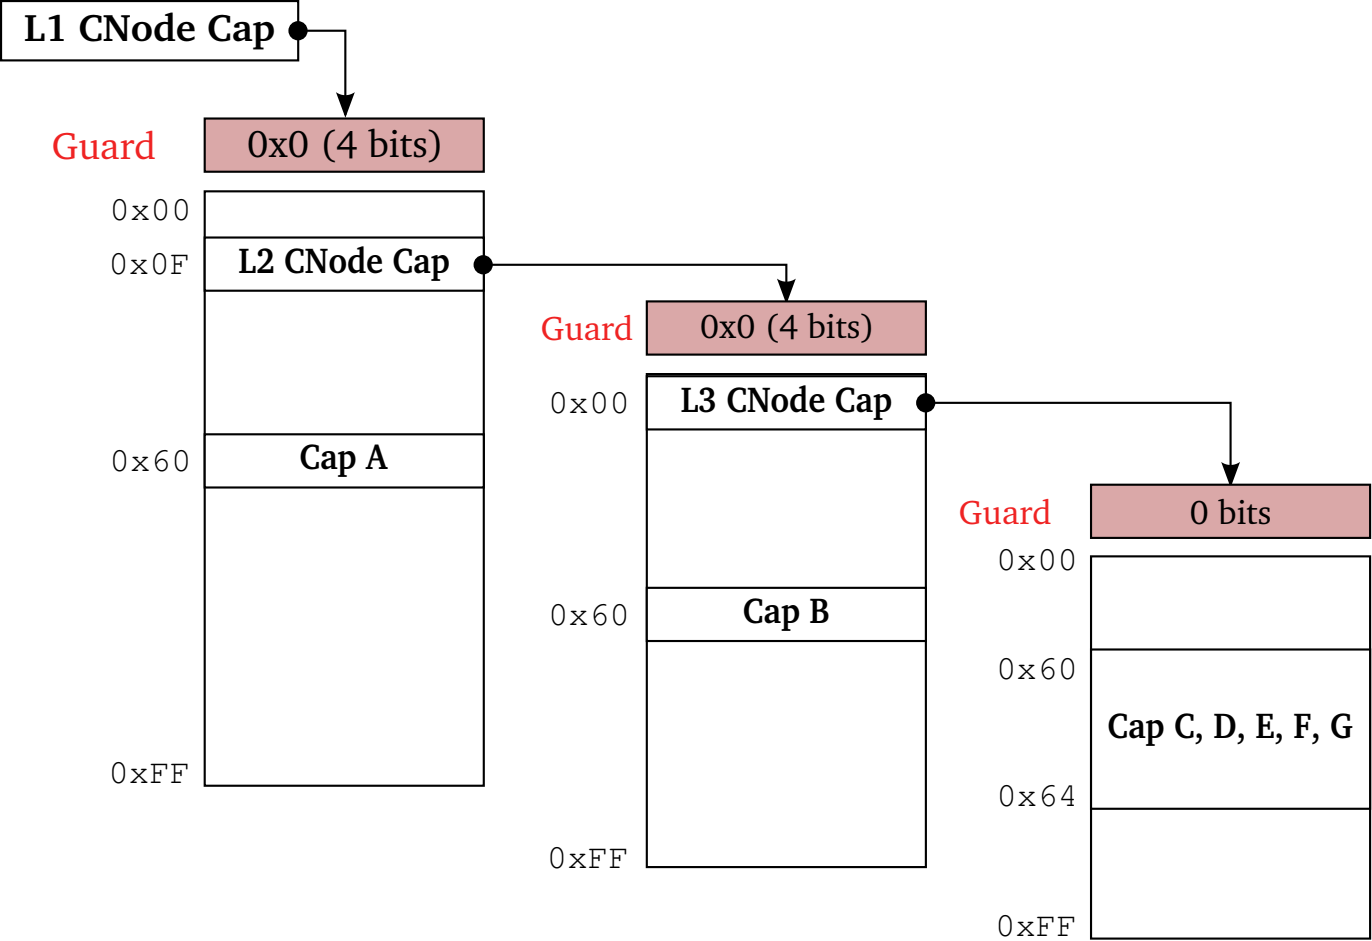 L1 CNode Cap
Guard
0x0 (4 bits)
0x00
0x0F
L2 CNode Cap
0x60
Cap A
0xFF
Guard
0x0 (4 bits)
0x00
L3 CNode Cap
0x60
Cap B
0xFF
Guard
0 bits
0x00
0x60
Cap C, D, E, F, G
0x64
0xFF